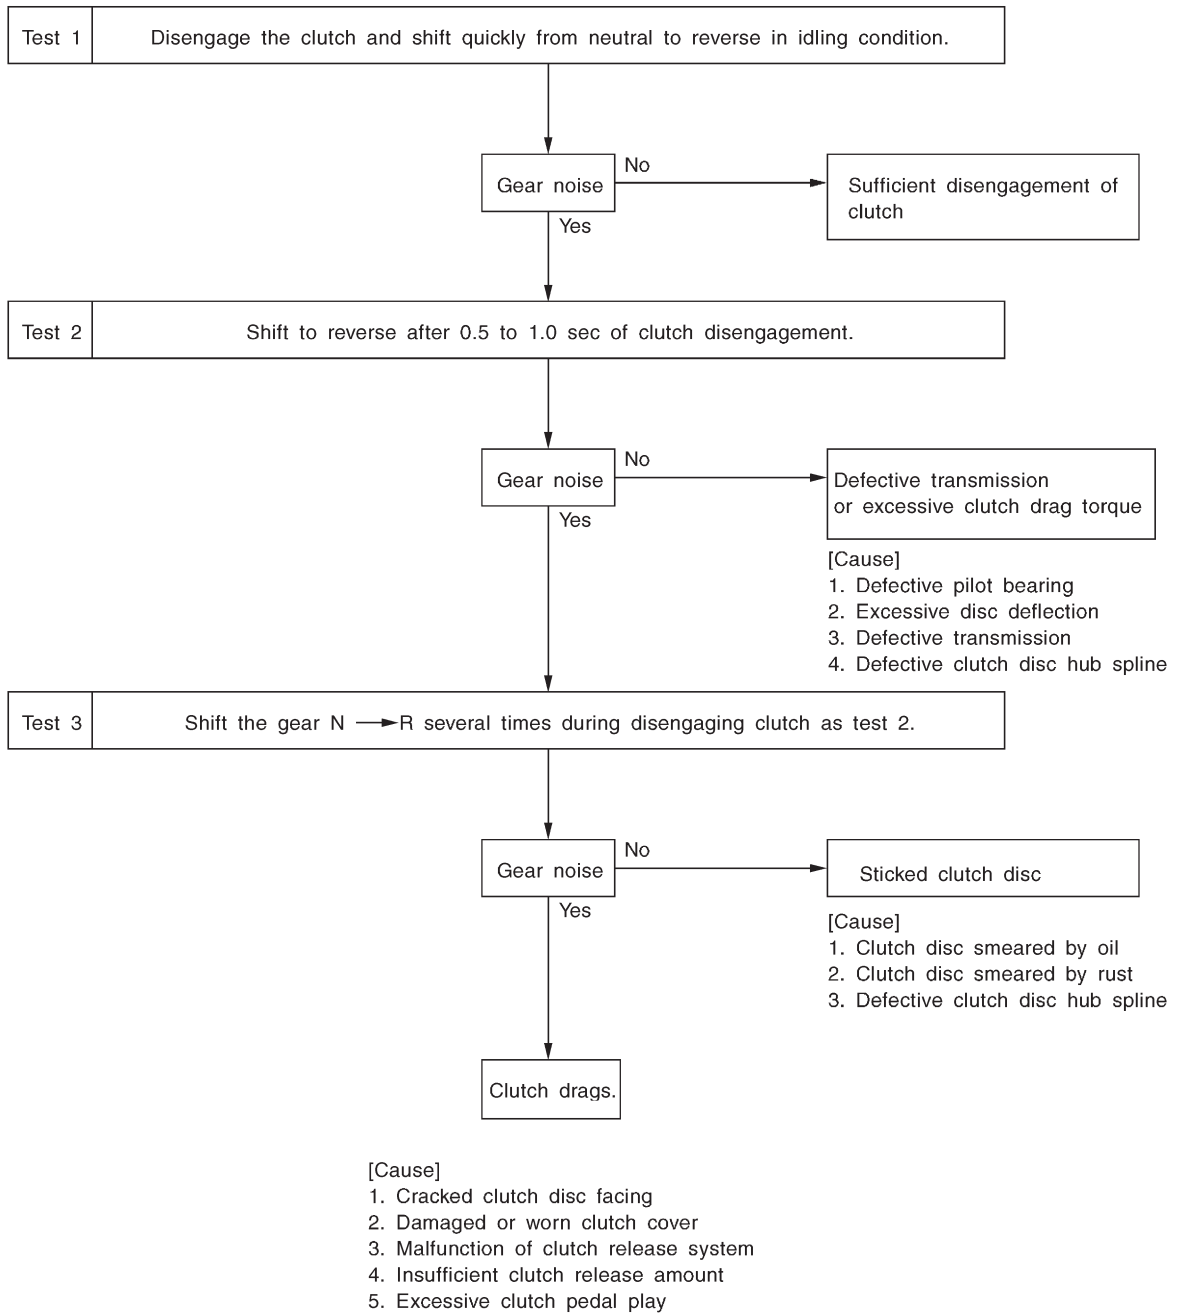 Test 1
Disengage the clutch and shift quickly from neutral to reverse in idling condition.
Gear noise
No
Sufficient disengagement of
clutch
Yes
Test 2
Shift to reverse after 0.5 to 1.0 sec of clutch disengagement.
Gear noise
No
Defective transmission
or excessive clutch drag torque
Yes
[Cause]
1. Defective pilot bearing
2. Excessive disc deflection
3. Defective transmission
4. Defective clutch disc hub spline
Test 3
Shift the gear N → R several times during disengaging clutch as test 2.
Gear noise
No
Sticked clutch disc
Yes
[Cause]
1. Clutch disc smeared by oil
2. Clutch disc smeared by rust
3. Defective clutch disc hub spline
Clutch drags.
[Cause]
1. Cracked clutch disc facing
2. Damaged or worn clutch cover
3. Malfunction of clutch release system
4. Insufficient clutch release amount
5. Excessive clutch pedal play